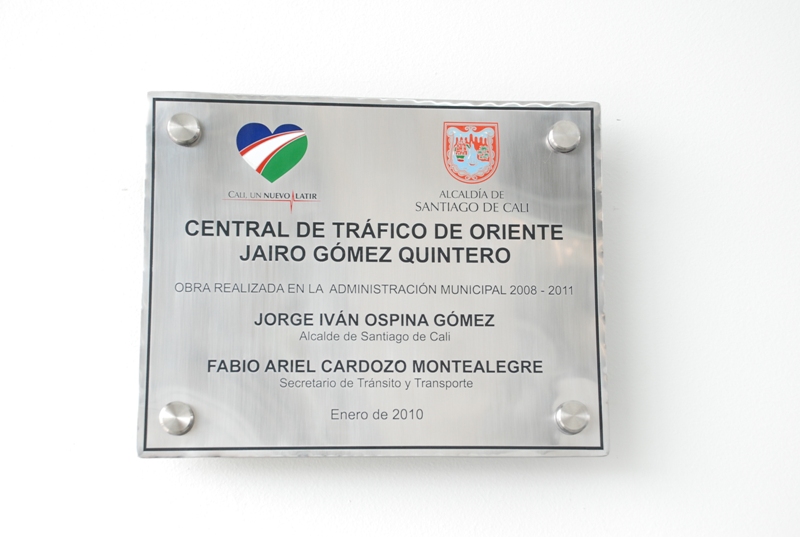 CALI, UN NUEVO LATIR
ALCALDÍA DE
SANTIAGO DE CALI
CENTRAL DE TRÁFICO DE ORIENTE
JAIRO GÓMEZ QUINTERO
OBRA REALIZADA EN LA ADMINISTRACIÓN MUNICIPAL 2008 - 2011
JORGE IVÁN OSPINA GÓMEZ
Alcalde de Santiago de Cali
FABIO ARIEL CARDOZO MONTEALEGRE
Secretario de Tránsito y Transporte
Enero de 2010